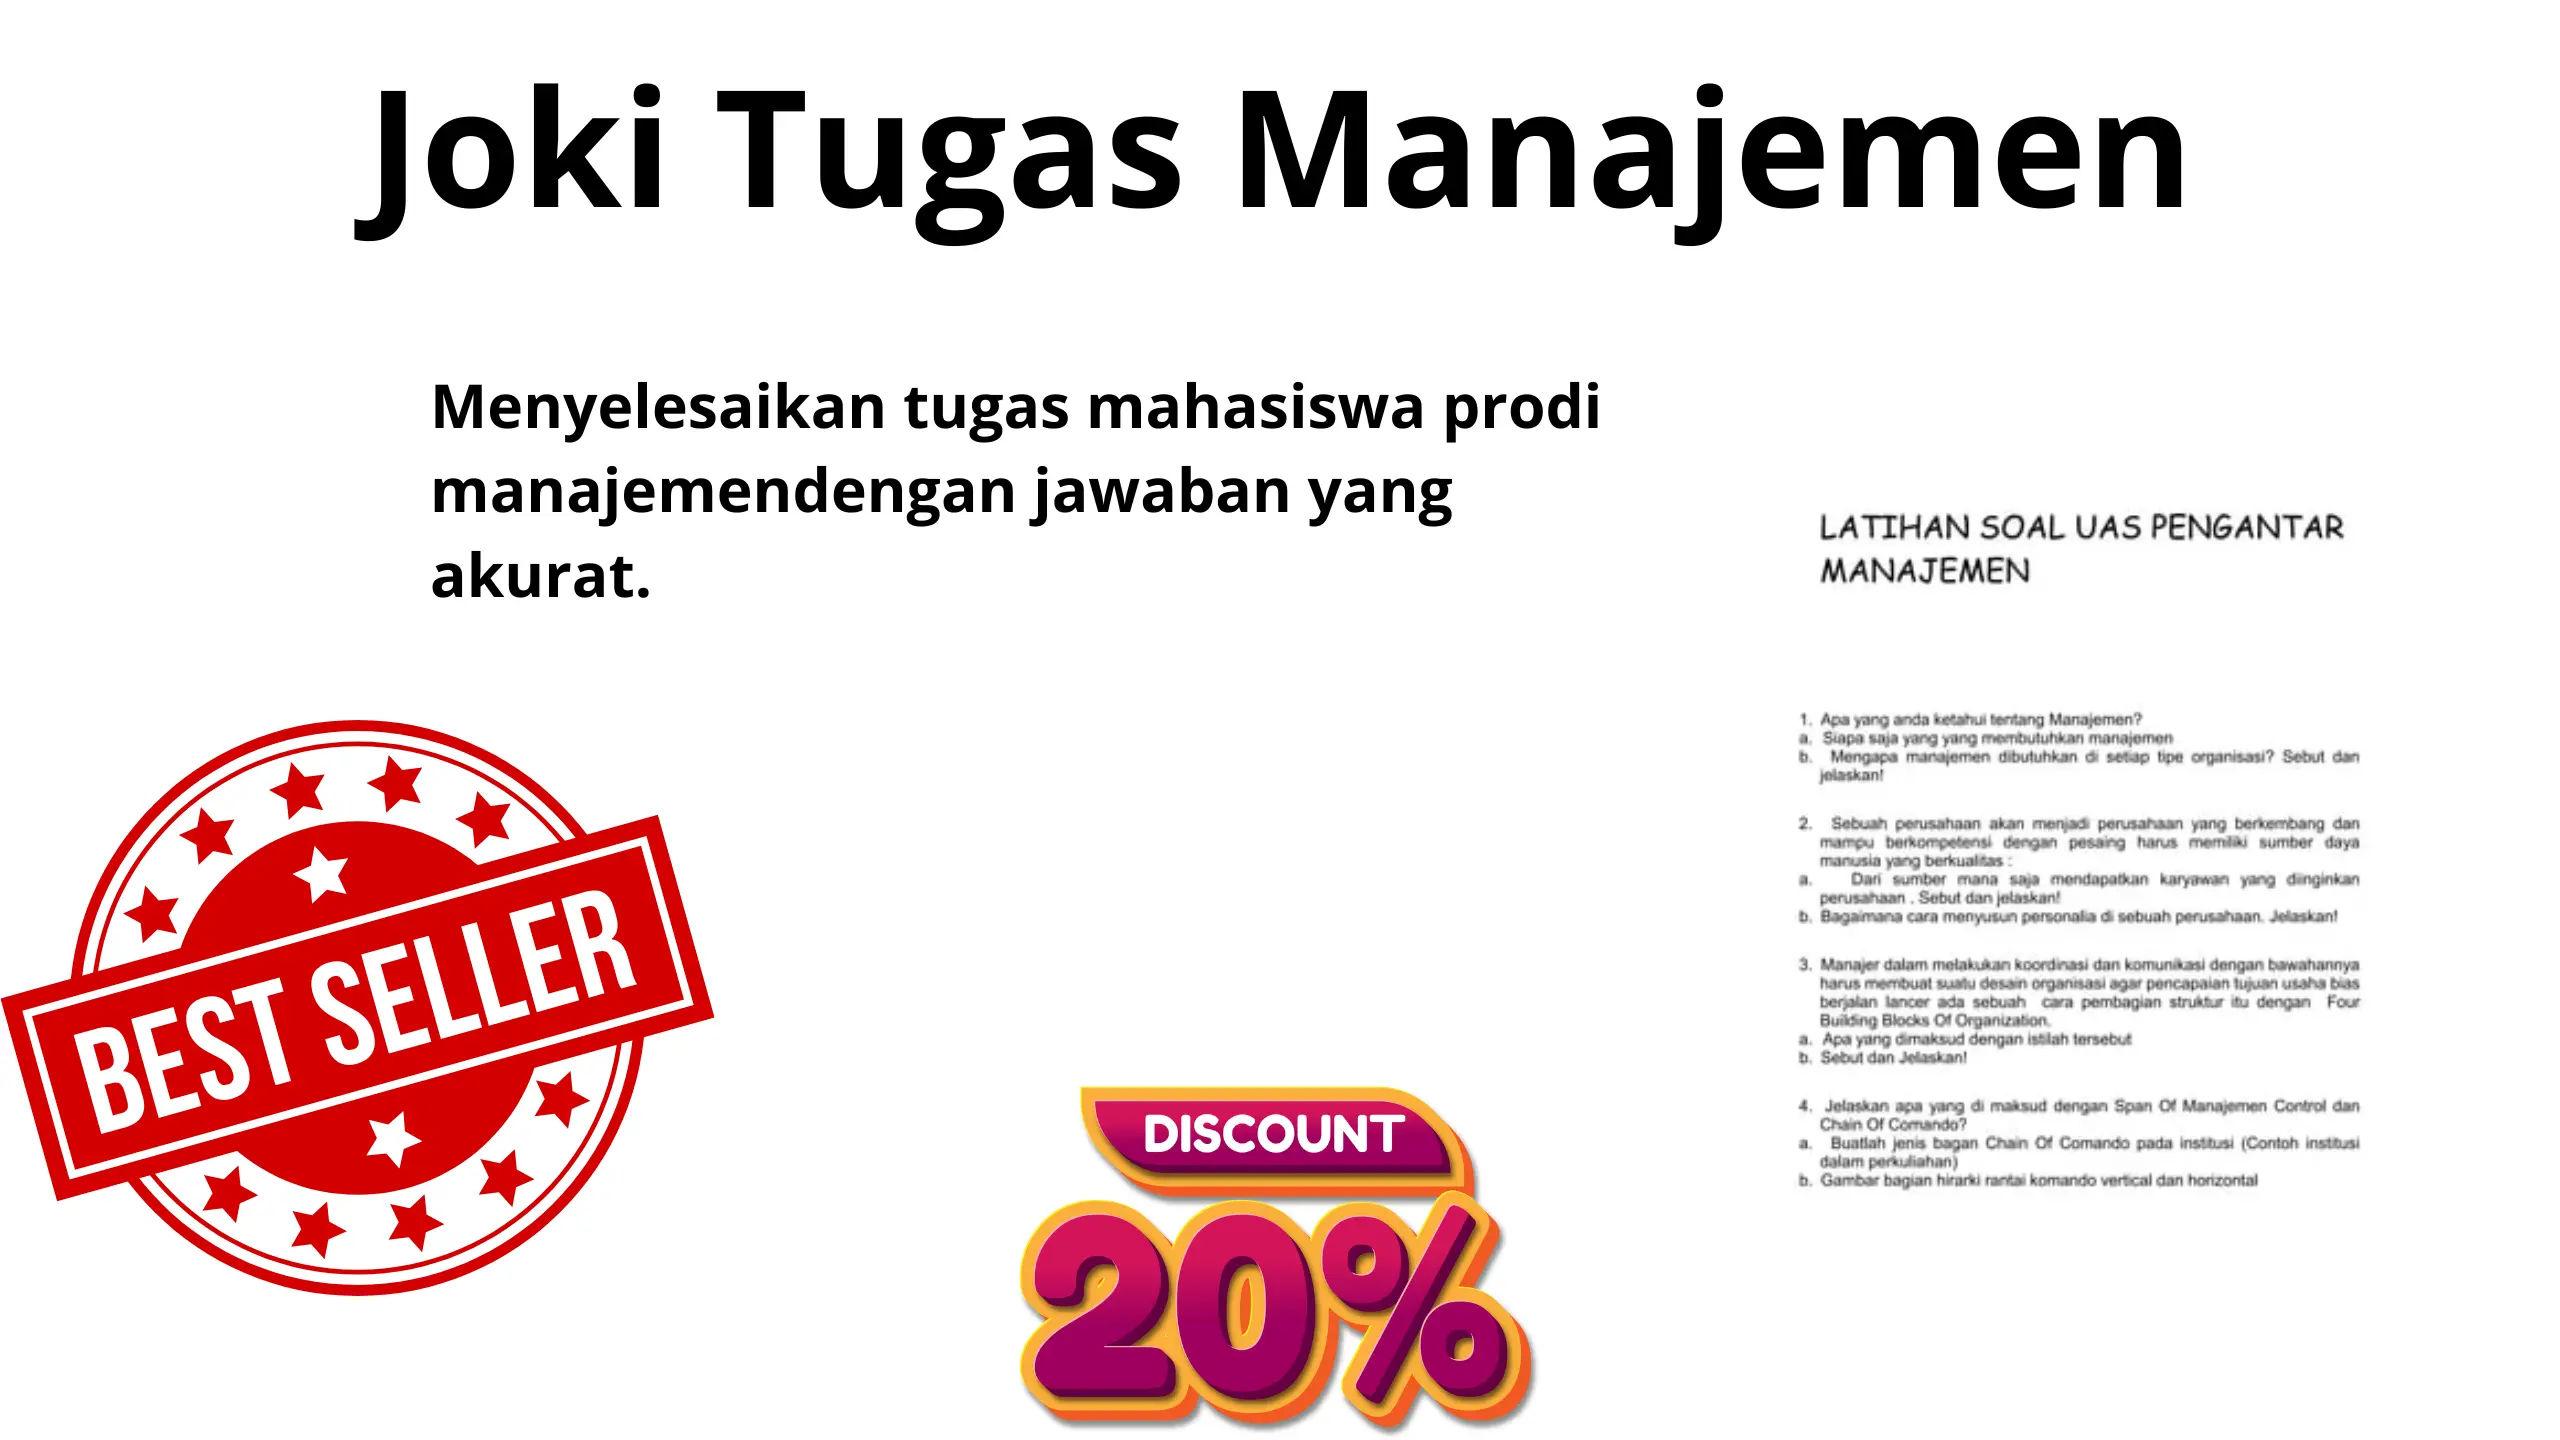 Joki Tugas Manajemen
Menyelesaikan tugas mahasiswa prodi
manajemendengan jawaban yang
akurat.
LATIHAN SOAL UAS PENGANTAR
MANAJEMEN
1. Apa yang anda ketahui tentang Manajemen?
a. Siapa saja yang yang membutuhkan manajemen
b. Mengapa manajemen dibutuhkan di setiap tipe organisasi? Sebut dan
jelaskan!
2. Sebuah perusahaan akan menjadi perusahaan yang berkembang dan
mampu berkompetensi dengan pesaing harus memiliki sumber daya
manusia yang berkualitas :
a. Dari sumber mana saja mendapatkan karyawan yang diinginkan
perusahaan . Sebut dan jelaskan!
b. Bagaimana cara menyusun personalia di sebuah perusahaan. Jelaskan!
3. Manajer dalam melakukan koordinasi dan komunikasi dengan bawahannya
harus membuat suatu desain organisasi agar pencapaian tujuan usaha bias
berjalan lancer ada sebuah cara pembagian struktur itu dengan Four
Building Blocks Of Organization.
a. Apa yang dimaksud dengan istilah tersebut
b. Sebut dan Jelaskan!
4. Jelaskan apa yang di maksud dengan Span Of Manajemen Control dan
Chain Of Comando?
a. Buatlah jenis bagan Chain Of Comando pada institusi (Contoh institusi
dalam perkuliahan)
b. Gambar bagian hirarki rantai komando vertical dan horizontal
BEST SELLER
DISCOUNT
20%